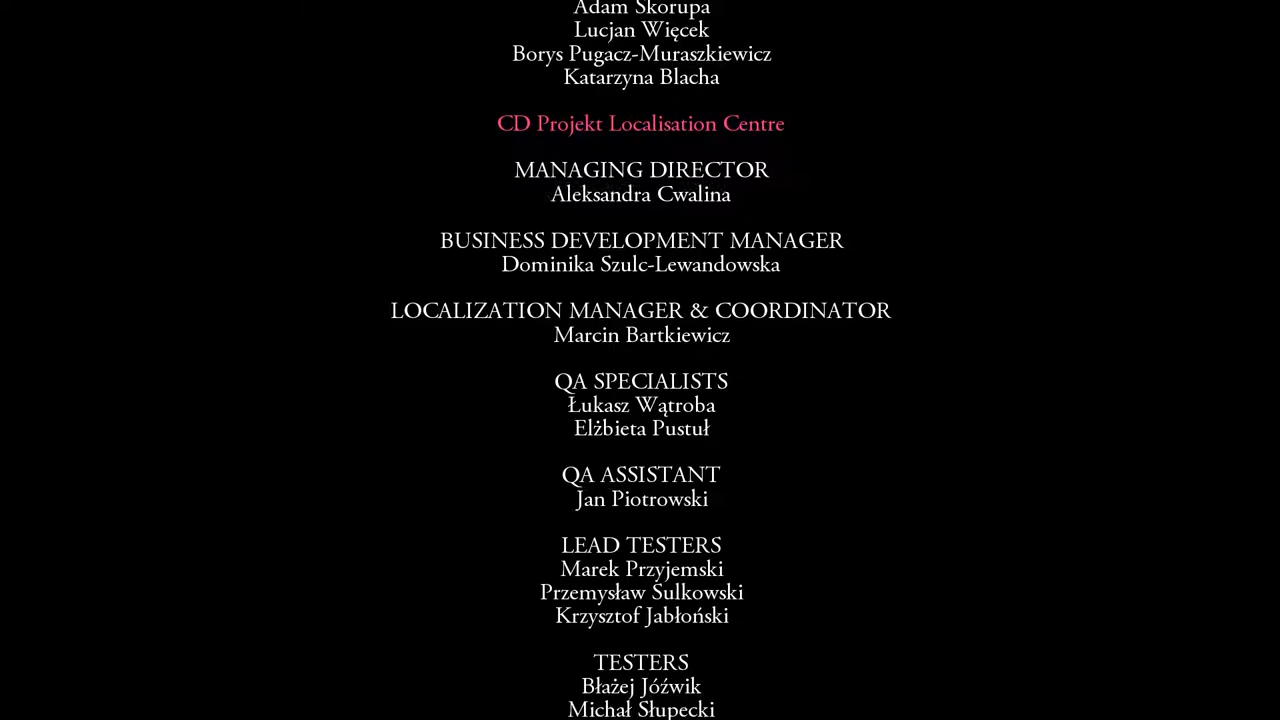 Adam Skorupa
Lucjan Więcek
Borys Pugacz-Muraszkiewicz
Katarzyna Blacha
CD Projekt Localisation Centre
MANAGING DIRECTOR
Aleksandra Cwalina
BUSINESS DEVELOPMENT MANAGER
Dominika Szulc-Lewandowska
LOCALIZATION MANAGER & COORDINATOR
Marcin Bartkiewicz
QA SPECIALISTS
Łukasz Wątroba
Elżbieta Pustuł
QA ASSISTANT
Jan Piotrowski
LEAD TESTERS
Marek Przyjemski
Przemysław Sulkowski
Krzysztof Jabłoński
TESTERS
Błażej Jóźwik
Michał Słupecki